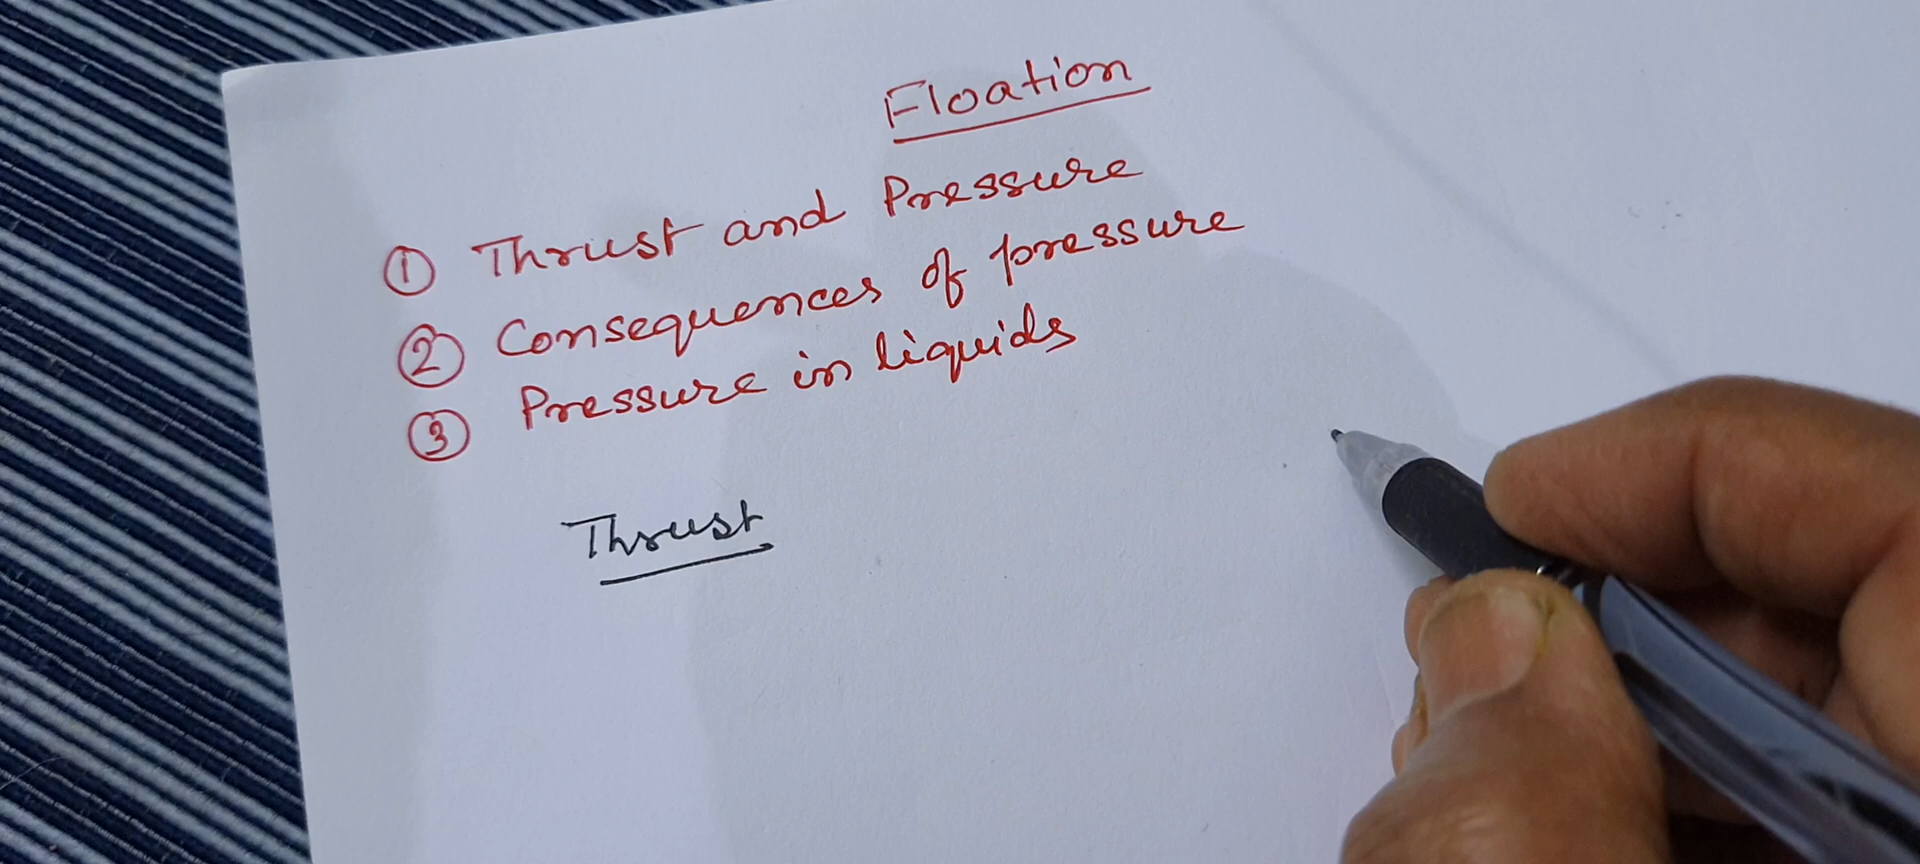 Floation
① Thrust and Pressure
② Consequences of pressure
③ Pressure in liquids
Thrust